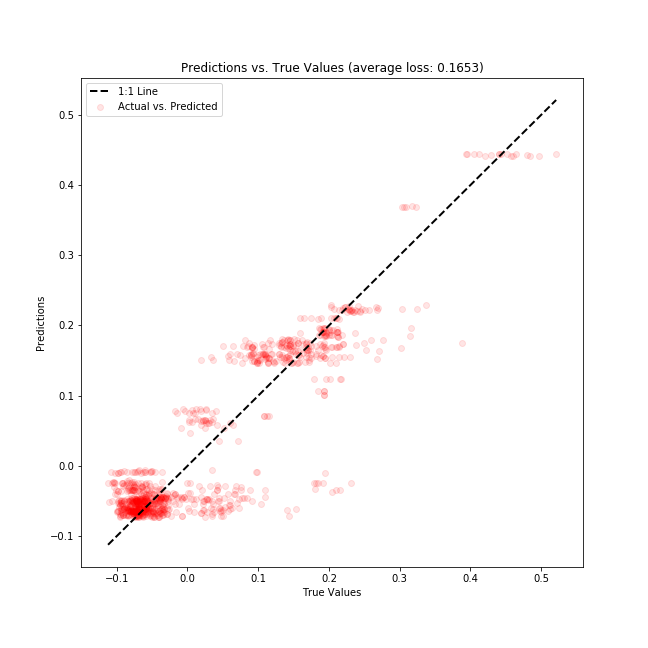 Predictions vs. True Values (average loss: 0.1653)
1:1 Line
Actual vs. Predicted
0.5
0.4
0.3
0.2
0.1
0.0
−0.1
Predictions
−0.1 0.0 0.1 0.2 0.3 0.4 0.5
True Values